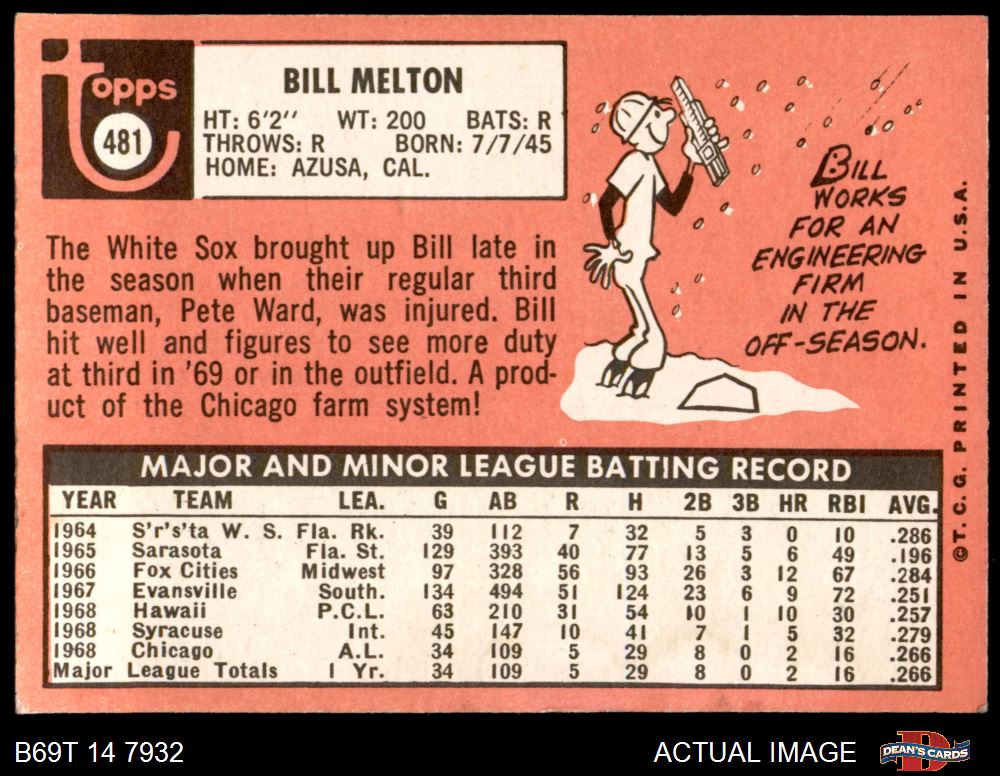 Topps
481
BILL MELTON
HT: 6'2" WT: 200 BATS: R
THROWS: R BORN: 7/7/45
HOME: AZUSA, CAL.
The White Sox brought up Bill late in
the season when their regular third
baseman, Pete Ward, was injured. Bill
hit well and figures to see more duty
at third in '69 or in the outfield. A prod-
uct of the Chicago farm system!
BILL
WORKS
FOR AN
ENGINEERING
FIRM
IN THE
OFF-SEASON.
©T. C. G. PRINTED IN U.S.A.
MAJOR AND MINOR LEAGUE BATTING RECORD
YEAR TEAM LEA. G AB R H 2B 3B HR RBI AVG.
1964 S'r's'ta W. S. Fla. Rk. 39 112 7 32 5 3 0 10 .286
1965 Sarasota Fla. St. 129 393 40 77 13 5 6 49 .196
1966 Fox Cities Midwest 97 328 56 93 26 3 12 67 .284
1967 Evansville South. 134 494 51 124 23 6 9 72 .251
1968 Hawaii P.C.L. 63 210 31 54 10 1 10 30 .257
1968 Syracuse Int. 45 147 10 41 7 1 5 32 .279
1968 Chicago A.L. 34 109 5 29 8 0 2 16 .266
Major League Totals 1 Yr. 34 109 5 29 8 0 2 16 .266
B69T 14 7932
ACTUAL IMAGE
DEAN'S CARDS